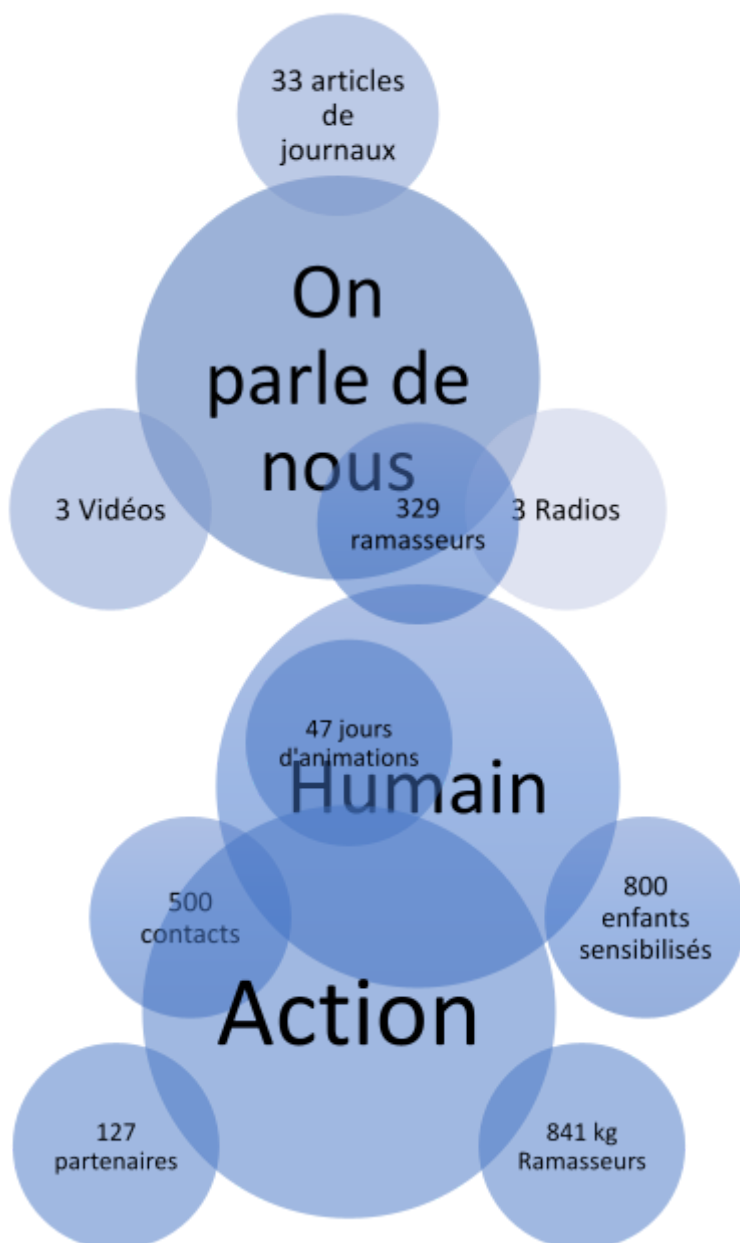 33 articles
de
journaux
On
parle de
nous
3 Vidéos
329
ramasseurs
3 Radios
47 jours
d'animations
Humain
500
contacts
800
enfants
sensibilisés
Action
127
partenaires
841 kg
Ramasseurs